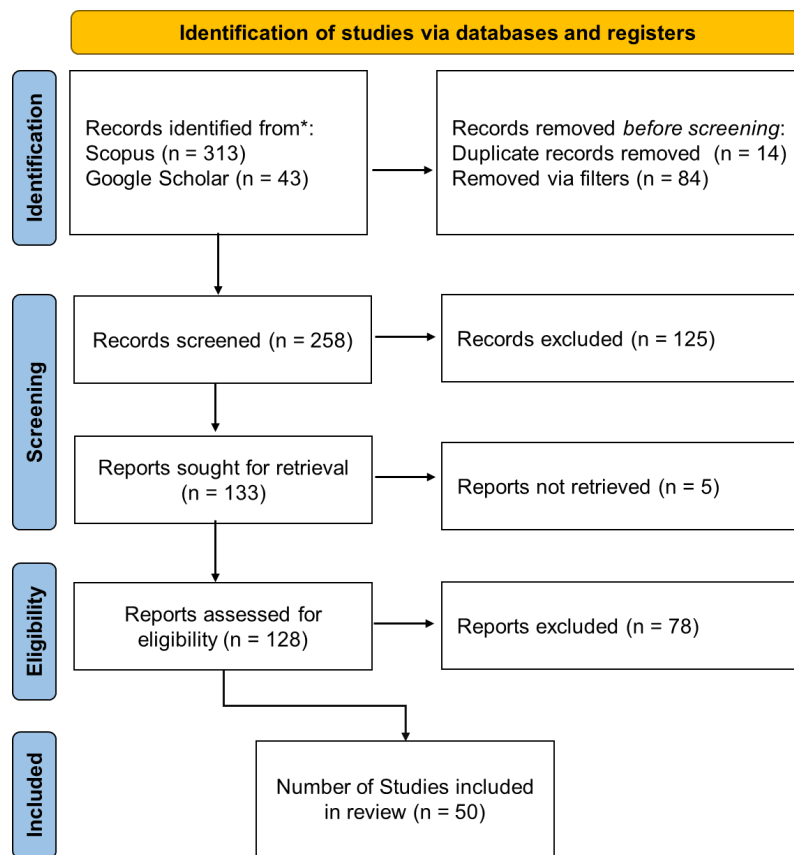 Identification of studies via databases and registers
Identification
Records identified from*:
Scopus (n = 313)
Google Scholar (n = 43)
Records removed before screening:
Duplicate records removed  (n = 14)
Removed via filters (n = 84)
Screening
Records screened (n = 258)
Records excluded (n = 125)
Reports sought for retrieval
(n = 133)
Reports not retrieved (n = 5)
Eligibility
Reports assessed for
eligibility (n = 128)
Reports excluded (n = 78)
Included
Number of Studies included
in review (n = 50)